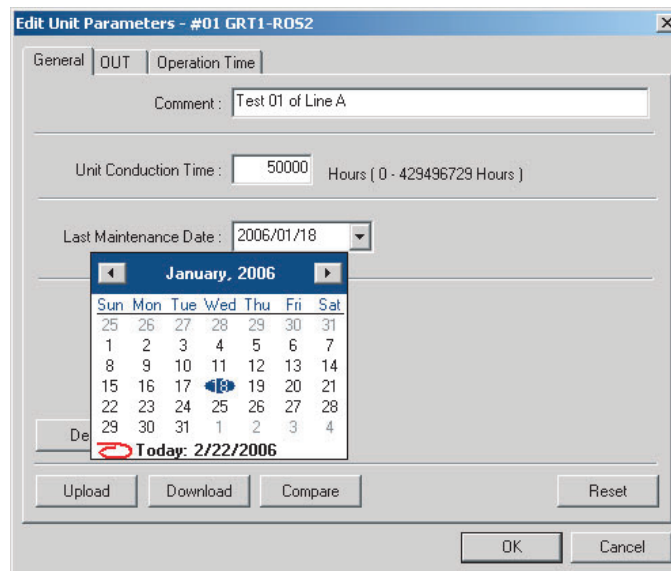 Edit Unit Parameters - #01 GRT1-ROS2
General OUT Operation Time
Comment : Test 01 of Line A
Unit Conduction Time : 50000 Hours ( 0 - 429496729 Hours )
Last Maintenance Date : 2006/01/18
January, 2006
Sun Mon Tue Wed Thu Fri Sat
25 26 27 28 29 30 31
1 2 3 4 5 6 7
8 9 10 11 12 13 14
15 16 17 18 19 20 21
22 23 24 25 26 27 28
29 30 31 1 2 3 4
De
Today: 2/22/2006
Upload Download Compare Reset
OK Cancel